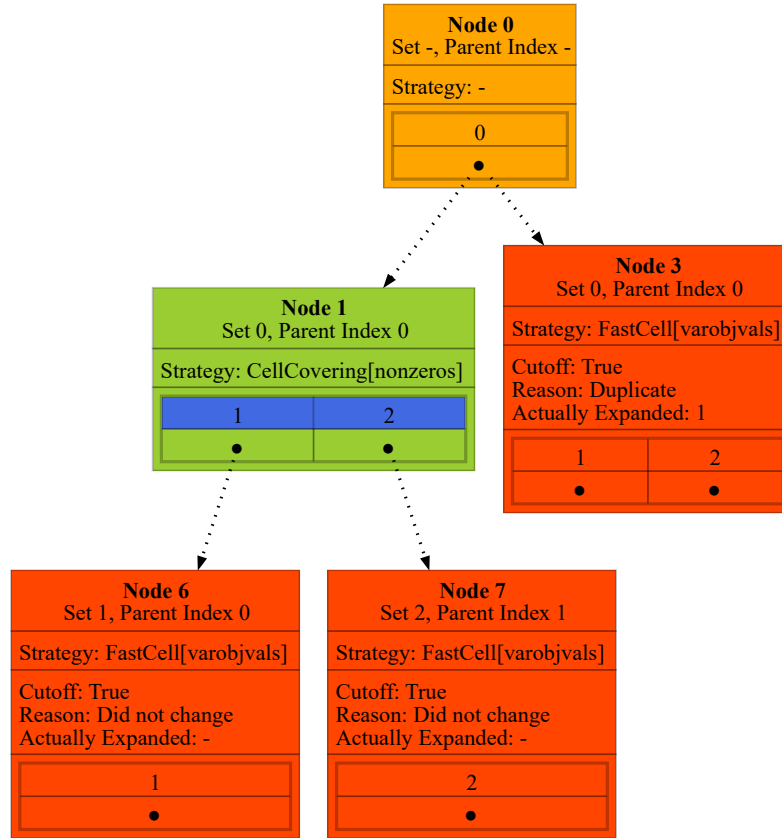 Node 0
Set -, Parent Index -
Strategy: -
0
Node 1
Set 0, Parent Index 0
Strategy: CellCovering[nonzeros]
1 2
Node 3
Set 0, Parent Index 0
Strategy: FastCell[varobjvals]
Cutoff: True
Reason: Duplicate
Actually Expanded: 1
1 2
Node 6
Set 1, Parent Index 0
Strategy: FastCell[varobjvals]
Cutoff: True
Reason: Did not change
Actually Expanded: -
1
Node 7
Set 2, Parent Index 1
Strategy: FastCell[varobjvals]
Cutoff: True
Reason: Did not change
Actually Expanded: -
2